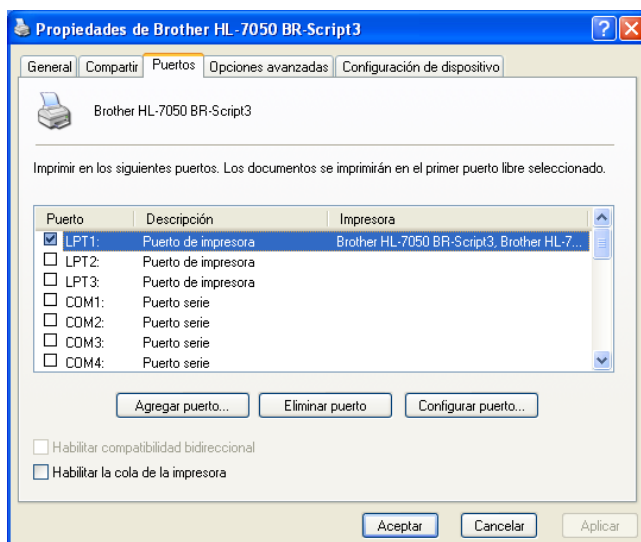 Propiedades de Brother HL-7050 BR-Script3
General Compartir Puertos Opciones avanzadas Configuración de dispositivo
Brother HL-7050 BR-Script3
Imprimir en los siguientes puertos. Los documentos se imprimirán en el primer puerto libre seleccionado.
Puerto Descripción Impresora
LPT1: Puerto de impresora Brother HL-7050 BR-Script3, Brother HL-7...
LPT2: Puerto de impresora
LPT3: Puerto de impresora
COM1: Puerto serie
COM2: Puerto serie
COM3: Puerto serie
COM4: Puerto serie
Agregar puerto... Eliminar puerto Configurar puerto...
Habilitar compatibilidad bidireccional
Habilitar la cola de la impresora
Aceptar Cancelar Aplicar